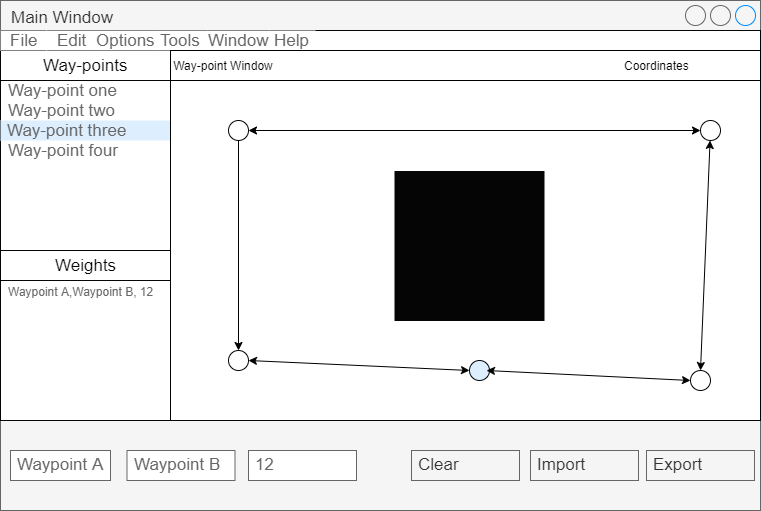 Main Window
File Edit Options Tools Window Help
Way-points
Way-point Window
Coordinates
Way-point one
Way-point two
Way-point three
Way-point four
Weights
Waypoint A,Waypoint B, 12
Waypoint A
Waypoint B
12
Clear
Import
Export